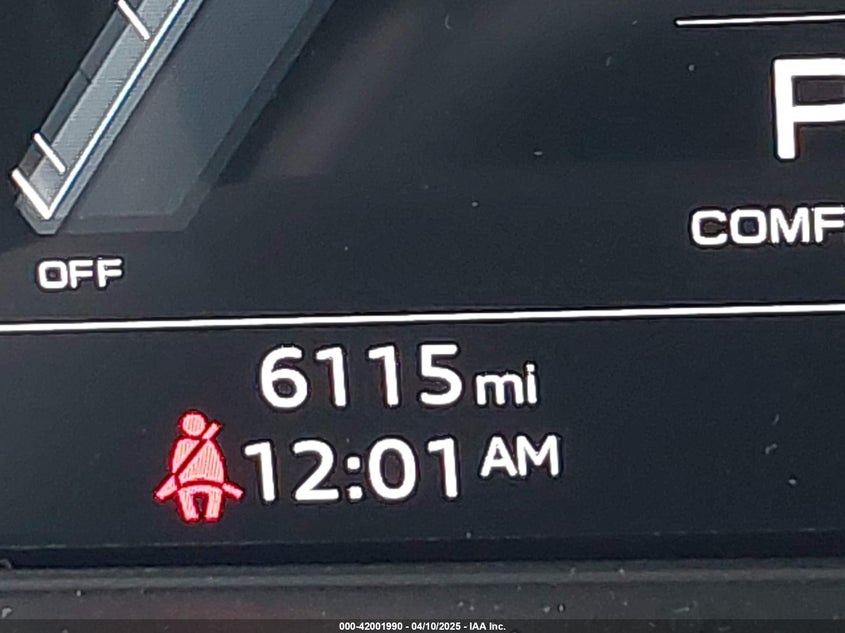 P
COMF
OFF
6115 mi
12:01 AM
000-42001990 - 04/10/2025 - IAA Inc.